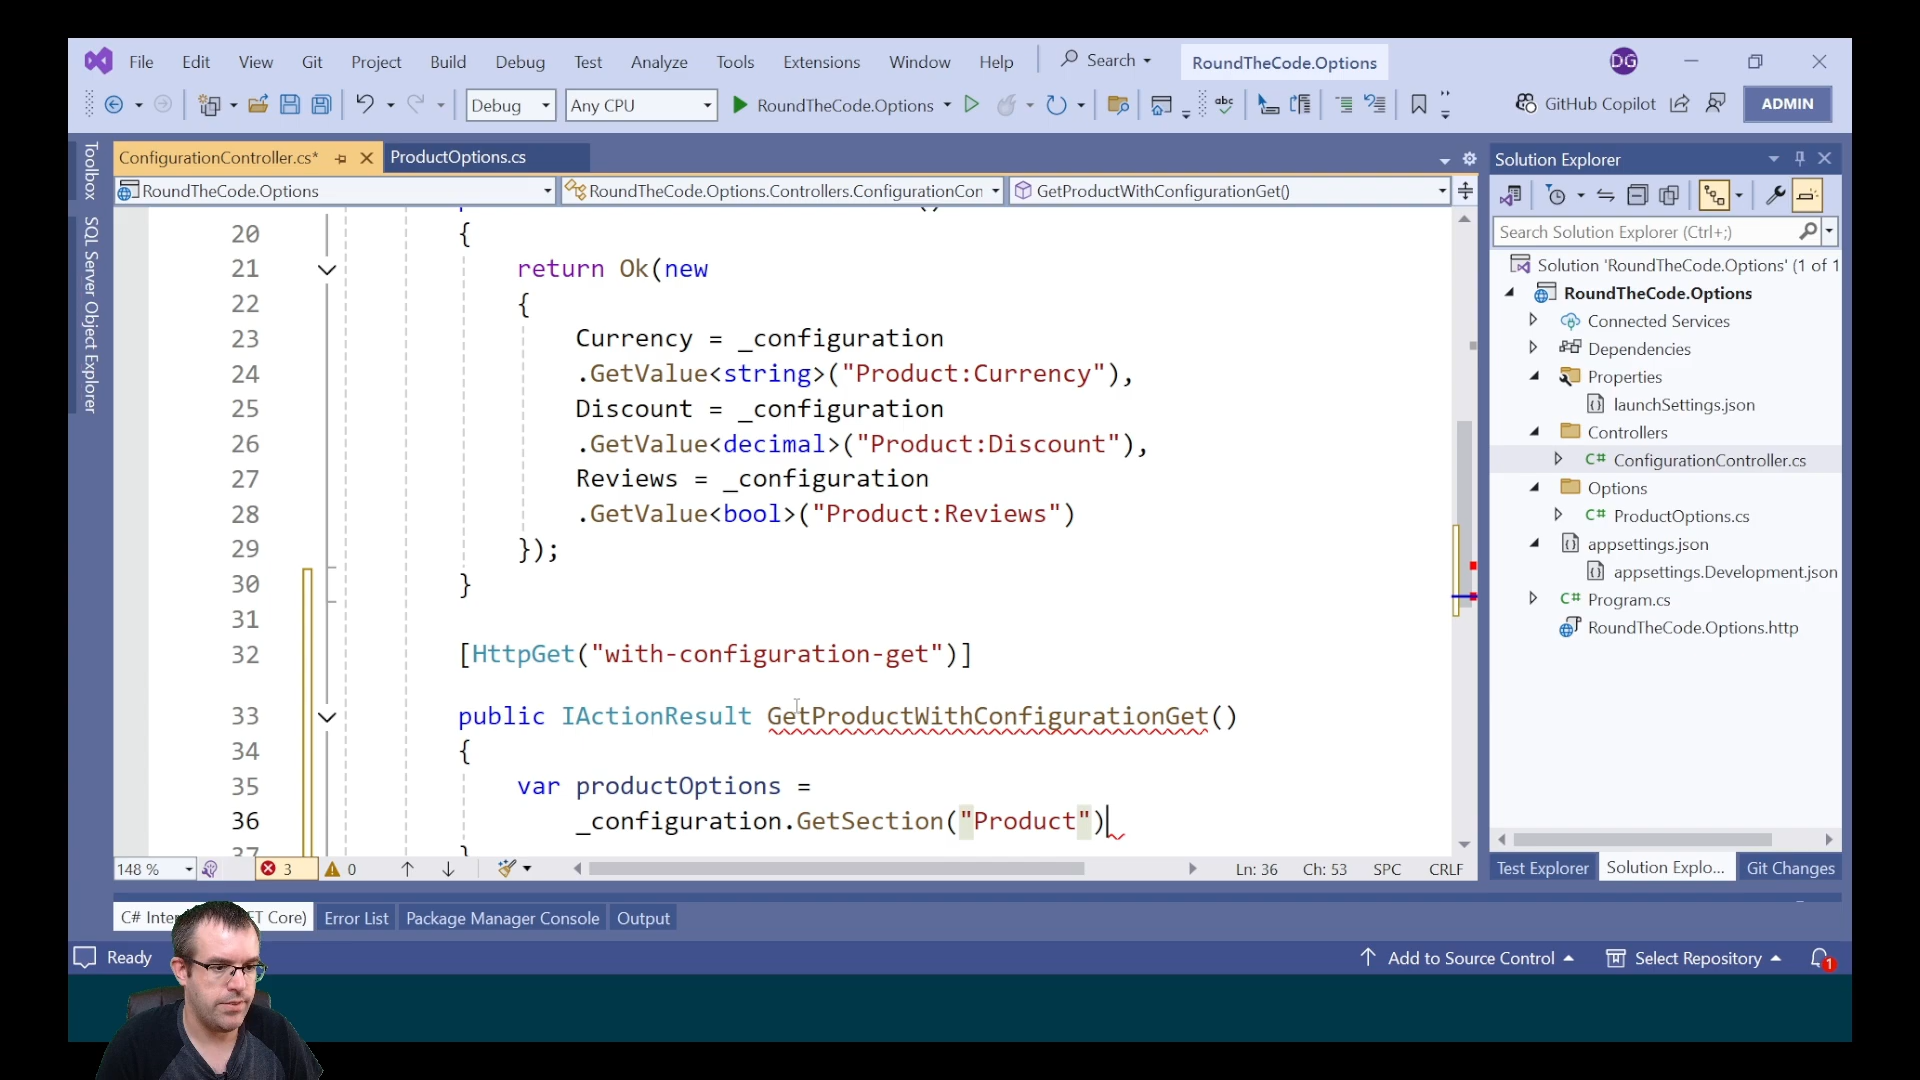 File Edit View Git Project Build Debug Test Analyze Tools Extensions Window Help Search RoundTheCode.Options DG
Debug Any CPU RoundTheCode.Options GitHub Copilot ADMIN
Toolbox
SQL Server Object Explorer
ConfigurationController.cs* ProductOptions.cs
RoundTheCode.Options RoundTheCode.Options.Controllers.ConfigurationCon GetProductWithConfigurationGet()
20 {
21 return Ok(new
22 {
23 Currency = _configuration
24 .GetValue<string>("Product:Currency"),
25 Discount = _configuration
26 .GetValue<decimal>("Product:Discount"),
27 Reviews = _configuration
28 .GetValue<bool>("Product:Reviews")
29 });
30 }
31
32 [HttpGet("with-configuration-get")]
33 public IActionResult GetProductWithConfigurationGet()
34 {
35 var productOptions =
36 _configuration.GetSection("Product")
37 }
148 % 3 0 Ln: 36 Ch: 53 SPC CRLF
Solution Explorer
Search Solution Explorer (Ctrl+;)
Solution 'RoundTheCode.Options' (1 of 1
RoundTheCode.Options
Connected Services
Dependencies
Properties
launchSettings.json
Controllers
C# ConfigurationController.cs
Options
C# ProductOptions.cs
appsettings.json
appsettings.Development.json
C# Program.cs
RoundTheCode.Options.http
Test Explorer Solution Explo... Git Changes
C# Inte T Core) Error List Package Manager Console Output
Ready Add to Source Control Select Repository 1